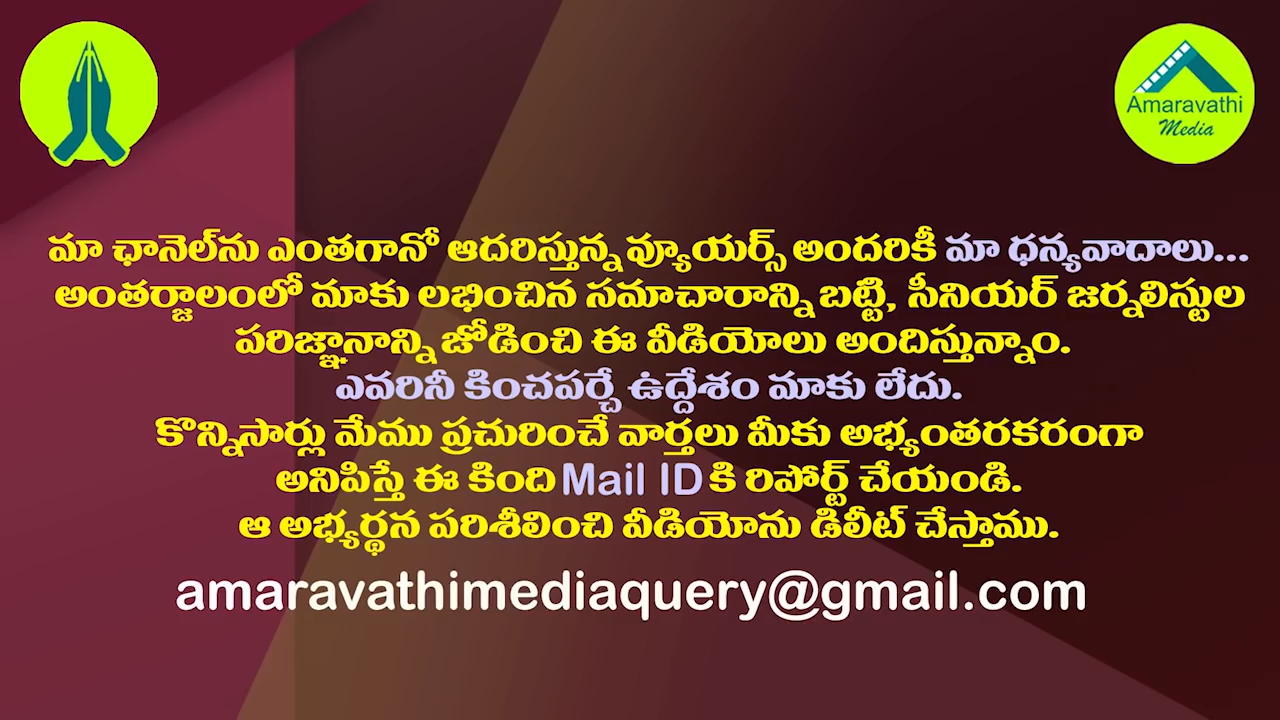 Amaravathi
Media
మా ఛానెల్‌ను ఎంతగానో ఆదరిస్తున్న వ్యూయర్స్ అందరికీ మా ధన్యవాదాలు...
అంతర్జాలంలో మాకు లభించిన సమాచారాన్ని బట్టి, సీనియర్ జర్నలిస్టుల
పరిజ్ఞానాన్ని జోడించి ఈ వీడియోలు అందిస్తున్నాం.
ఎవరినీ కించపర్చే ఉద్దేశం మాకు లేదు.
కొన్నిసార్లు మేము ప్రచురించే వార్తలు మీకు అభ్యంతరకరంగా
అనిపిస్తే ఈ కింది Mail ID కి రిపోర్ట్ చేయండి.
ఆ అభ్యర్థన పరిశీలించి వీడియోను డిలీట్ చేస్తాము.
amaravathimediaquery@gmail.com